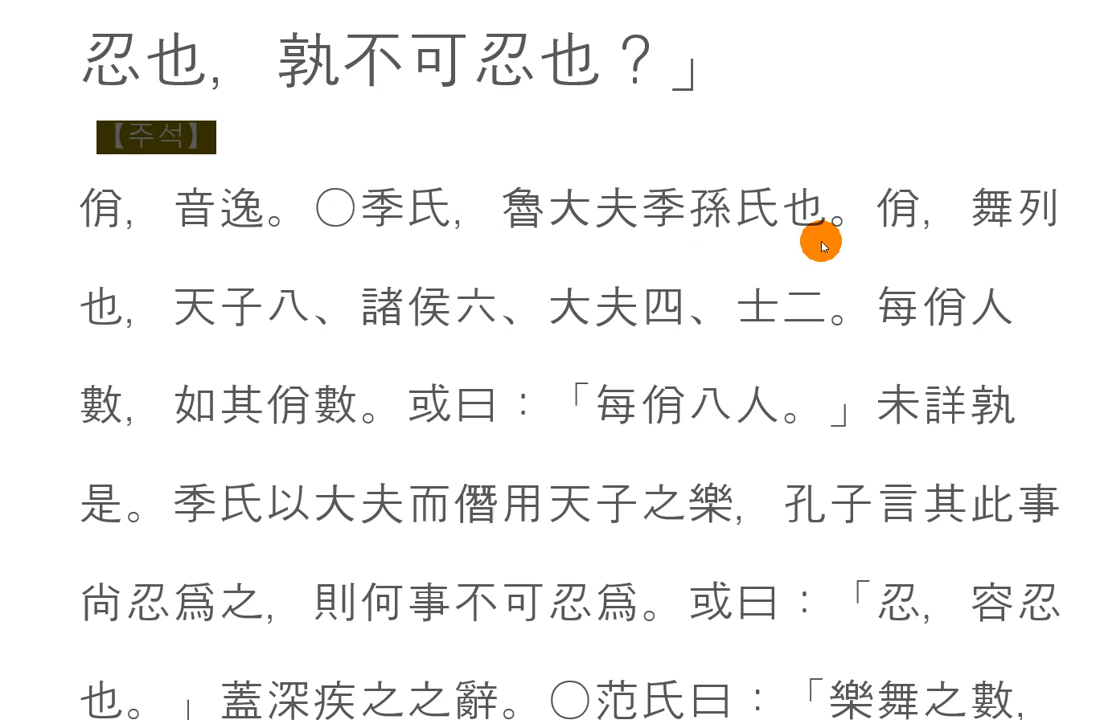 忍也, 孰不可忍也？」
【주석】
佾, 音逸。○季氏, 魯大夫季孫氏也。佾, 舞列
也, 天子八、諸侯六、大夫四、士二。每佾人
數, 如其佾數。或曰：「每佾八人。」未詳孰
是。季氏以大夫而僭用天子之樂, 孔子言其此事
尙忍爲之, 則何事不可忍爲。或曰：「忍, 容忍
也。」蓋深疾之之辭。○范氏曰：「樂舞之數,